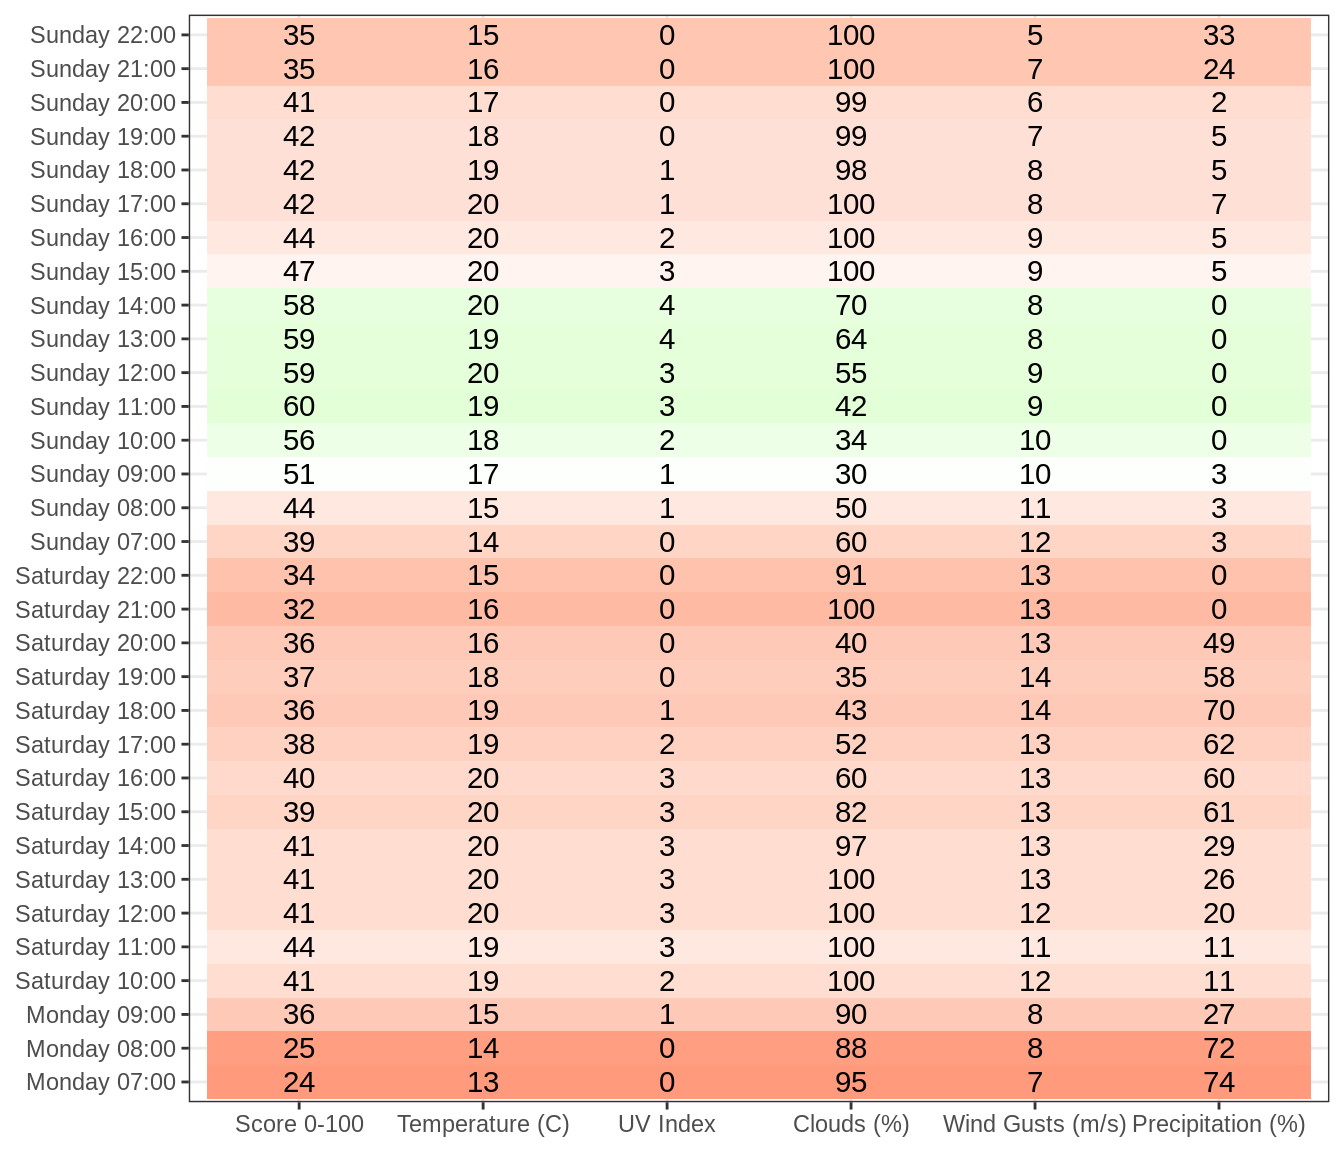 Sunday 22:00 35 15 0 100 5 33
Sunday 21:00 35 16 0 100 7 24
Sunday 20:00 41 17 0 99 6 2
Sunday 19:00 42 18 0 99 7 5
Sunday 18:00 42 19 1 98 8 5
Sunday 17:00 42 20 1 100 8 7
Sunday 16:00 44 20 2 100 9 5
Sunday 15:00 47 20 3 100 9 5
Sunday 14:00 58 20 4 70 8 0
Sunday 13:00 59 19 4 64 8 0
Sunday 12:00 59 20 3 55 9 0
Sunday 11:00 60 19 3 42 9 0
Sunday 10:00 56 18 2 34 10 0
Sunday 09:00 51 17 1 30 10 3
Sunday 08:00 44 15 1 50 11 3
Sunday 07:00 39 14 0 60 12 3
Saturday 22:00 34 15 0 91 13 0
Saturday 21:00 32 16 0 100 13 0
Saturday 20:00 36 16 0 40 13 49
Saturday 19:00 37 18 0 35 14 58
Saturday 18:00 36 19 1 43 14 70
Saturday 17:00 38 19 2 52 13 62
Saturday 16:00 40 20 3 60 13 60
Saturday 15:00 39 20 3 82 13 61
Saturday 14:00 41 20 3 97 13 29
Saturday 13:00 41 20 3 100 13 26
Saturday 12:00 41 20 3 100 12 20
Saturday 11:00 44 19 3 100 11 11
Saturday 10:00 41 19 2 100 12 11
Monday 09:00 36 15 1 90 8 27
Monday 08:00 25 14 0 88 8 72
Monday 07:00 24 13 0 95 7 74
Score 0-100 Temperature (C) UV Index Clouds (%) Wind Gusts (m/s) Precipitation (%)